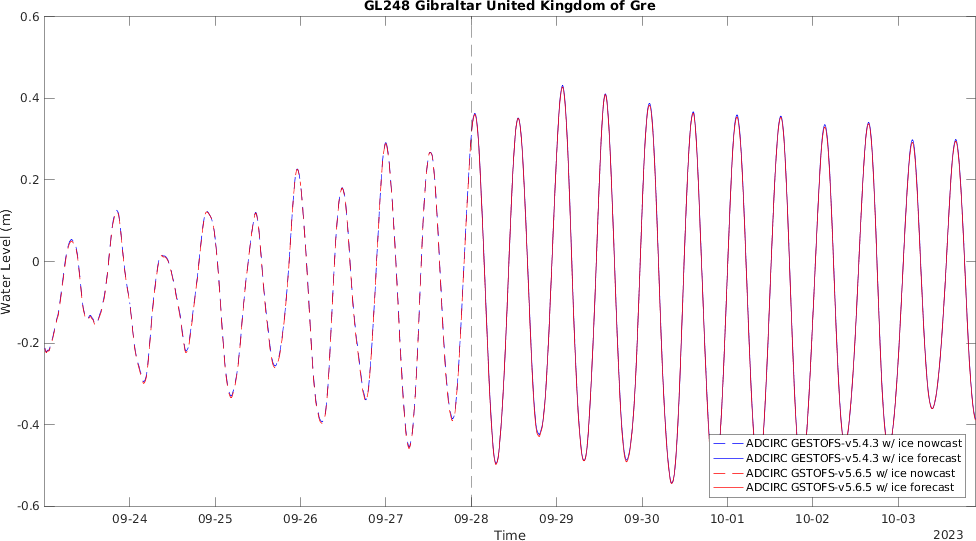 GL248 Gibraltar United Kingdom of Gre
0.6
0.4
0.2
0
-0.2
-0.4
-0.6
Water Level (m)
ADCIRC GESTOFS-v5.4.3 w/ ice nowcast
ADCIRC GESTOFS-v5.4.3 w/ ice forecast
ADCIRC GSTOFS-v5.6.5 w/ ice nowcast
ADCIRC GSTOFS-v5.6.5 w/ ice forecast
09-24 09-25 09-26 09-27 09-28 09-29 09-30 10-01 10-02 10-03
Time
2023